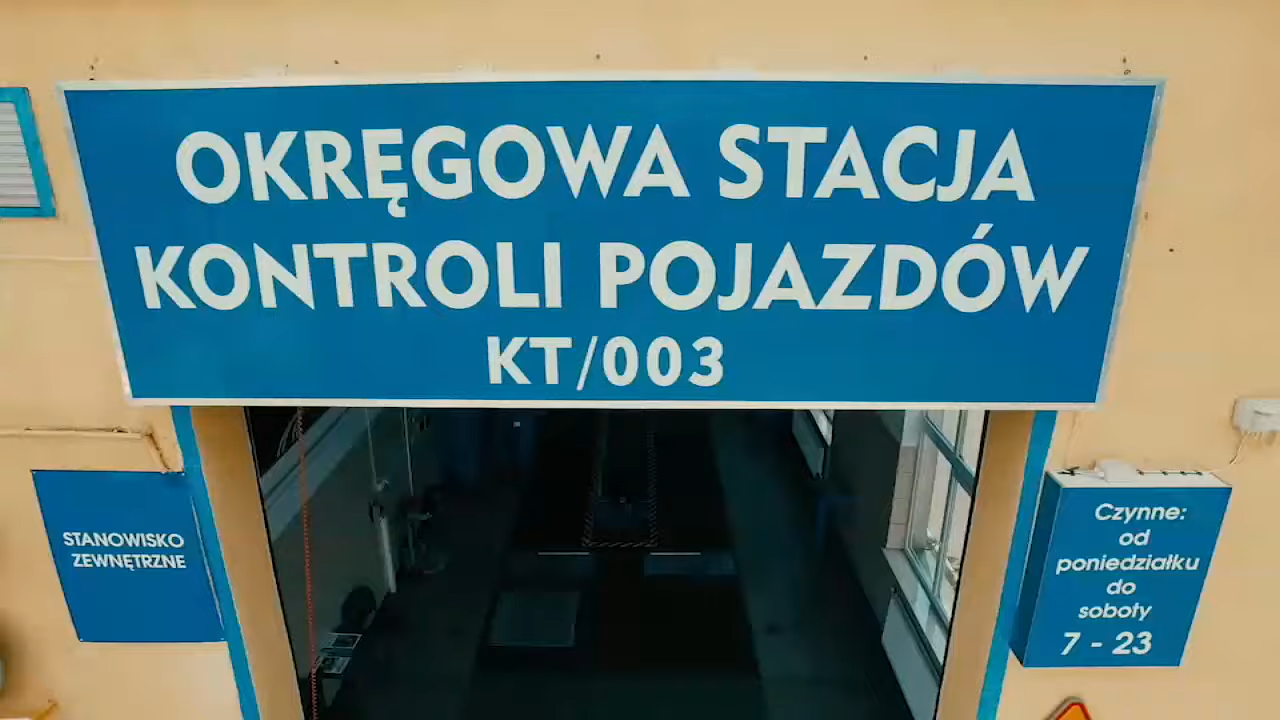 OKRĘGOWA STACJA
KONTROLI POJAZDÓW
KT/003
STANOWISKO
ZEWNĘTRZNE
Czynne:
od
poniedziałku
do
soboty
7 - 23